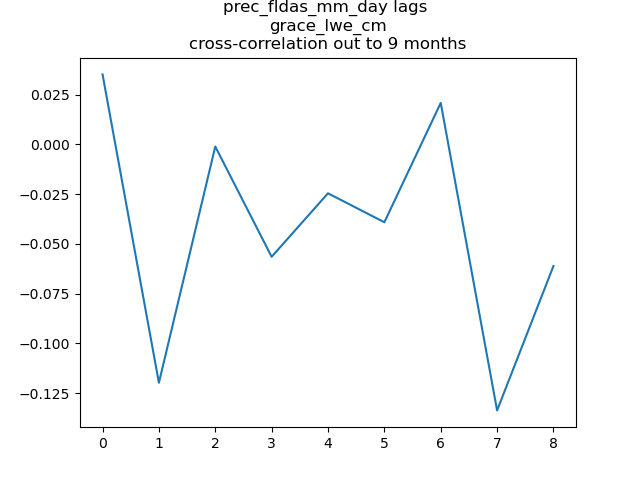 prec_fldas_mm_day lags
grace_lwe_cm
cross-correlation out to 9 months
0.025
0.000
−0.025
−0.050
−0.075
−0.100
−0.125
0 1 2 3 4 5 6 7 8